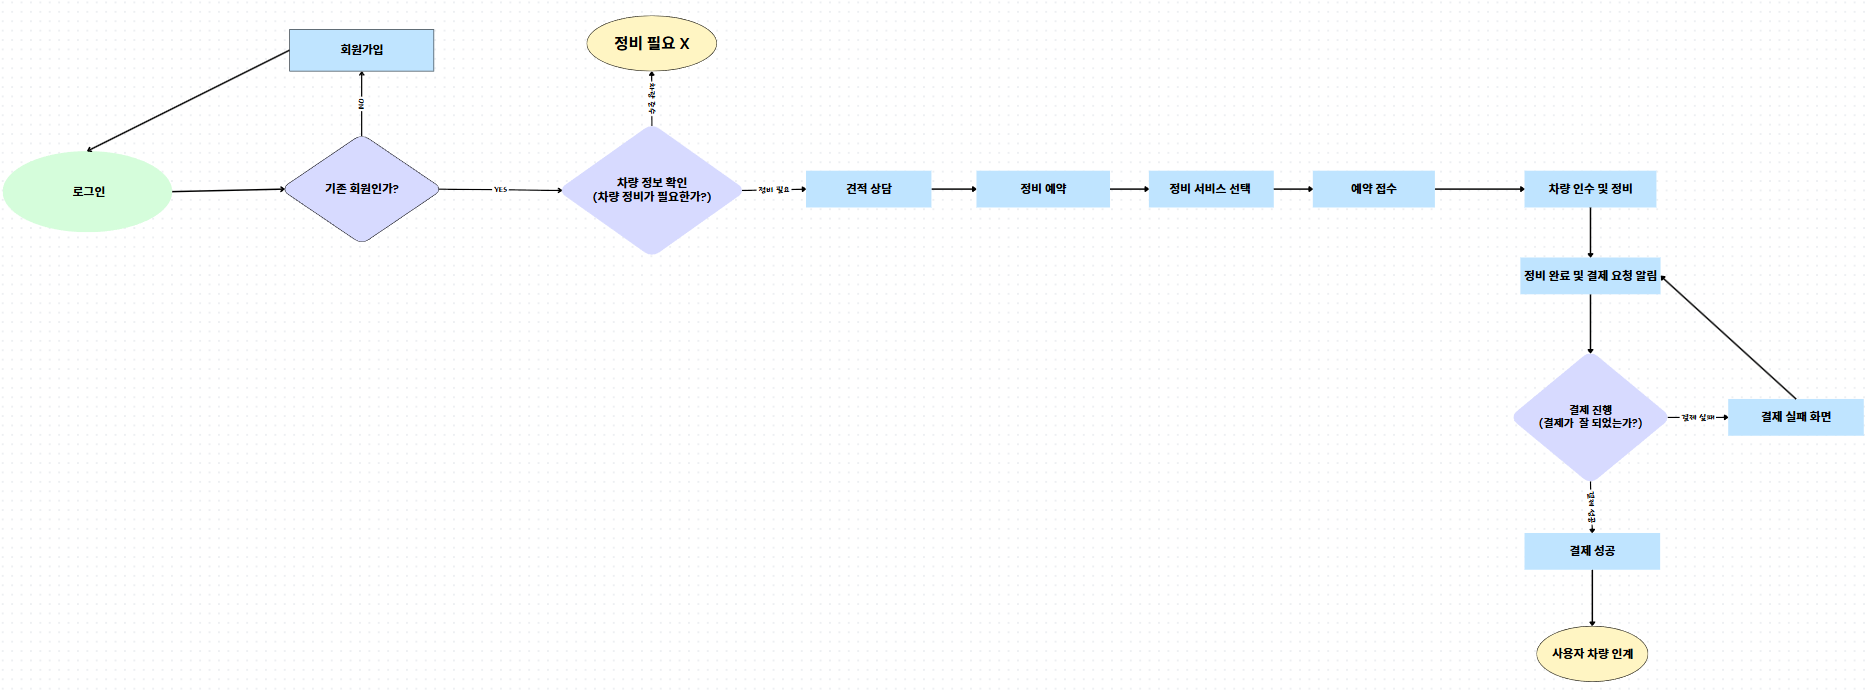 회원가입
정비 필요 X
NO
로그인
기존 회원인가?
YES
차량 정보 확인
(차량 정비가 필요한가?)
정비 필요
견적 상담
정비 예약
정비 서비스 선택
예약 접수
차량 인수 및 정비
정비 완료 및 결제 요청 알림
결제 진행
(결제가 잘 되었는가?)
결제 실패
결제 실패 화면
결제 성공
결제 성공
사용자 차량 인계